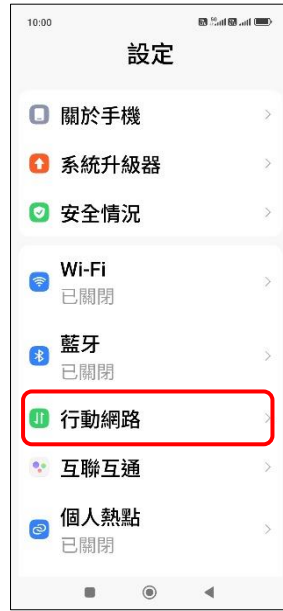 10:00
設定
關於手機
系統升級器
安全情況
Wi-Fi
已關閉
藍牙
已關閉
行動網路
互聯互通
個人熱點
已關閉